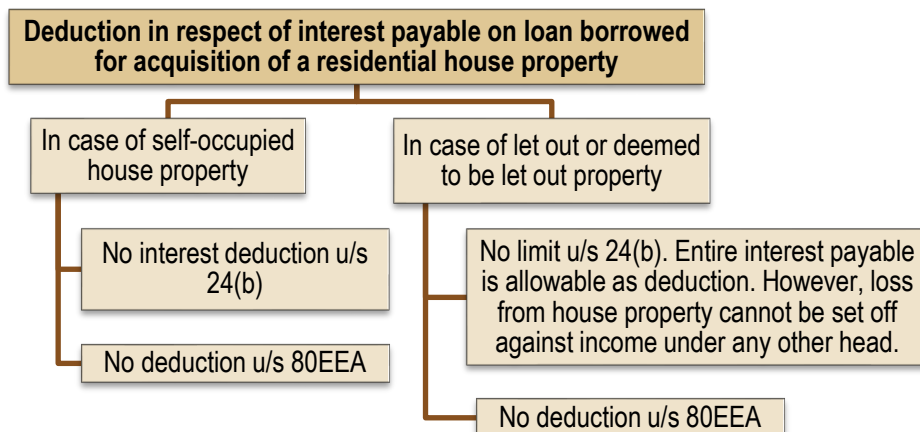 Deduction in respect of interest payable on loan borrowed
for acquisition of a residential house property
In case of self-occupied
house property
No interest deduction u/s
24(b)
No deduction u/s 80EEA
In case of let out or deemed
to be let out property
No limit u/s 24(b). Entire interest payable
is allowable as deduction. However, loss
from house property cannot be set off
against income under any other head.
No deduction u/s 80EEA